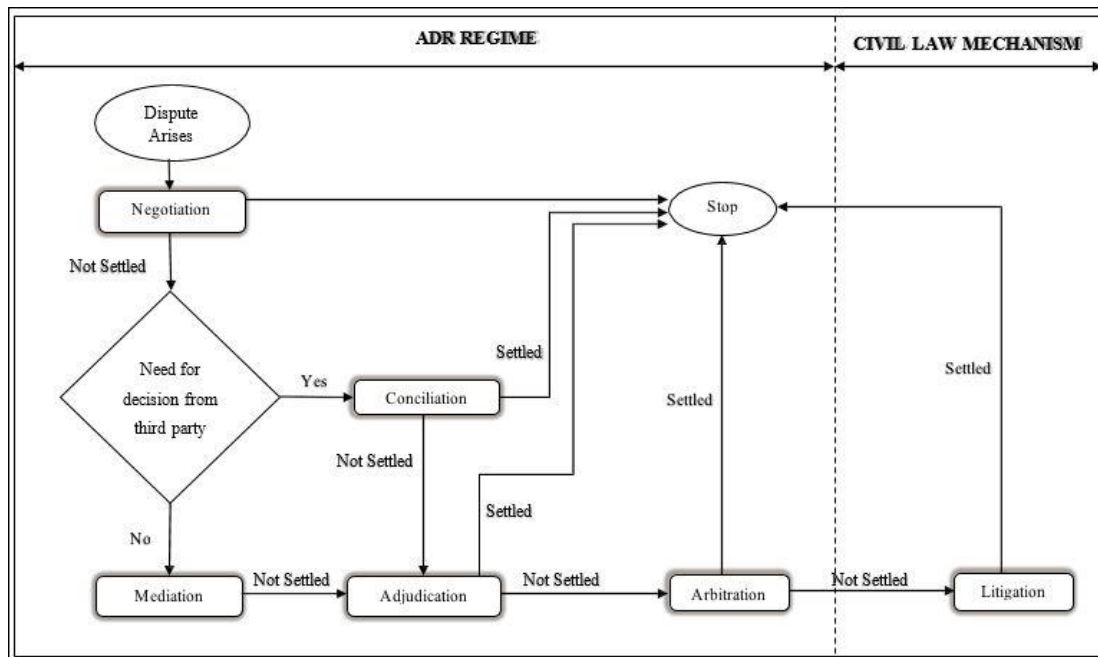 ADR REGIME
CIVIL LAW MECHANISM
Dispute
Arises
Negotiation
Stop
Not Settled
Need for
decision from
third party
Yes
Conciliation
Settled
Settled
Settled
Not Settled
Settled
No
Mediation
Not Settled
Adjudication
Not Settled
Arbitration
Not Settled
Litigation